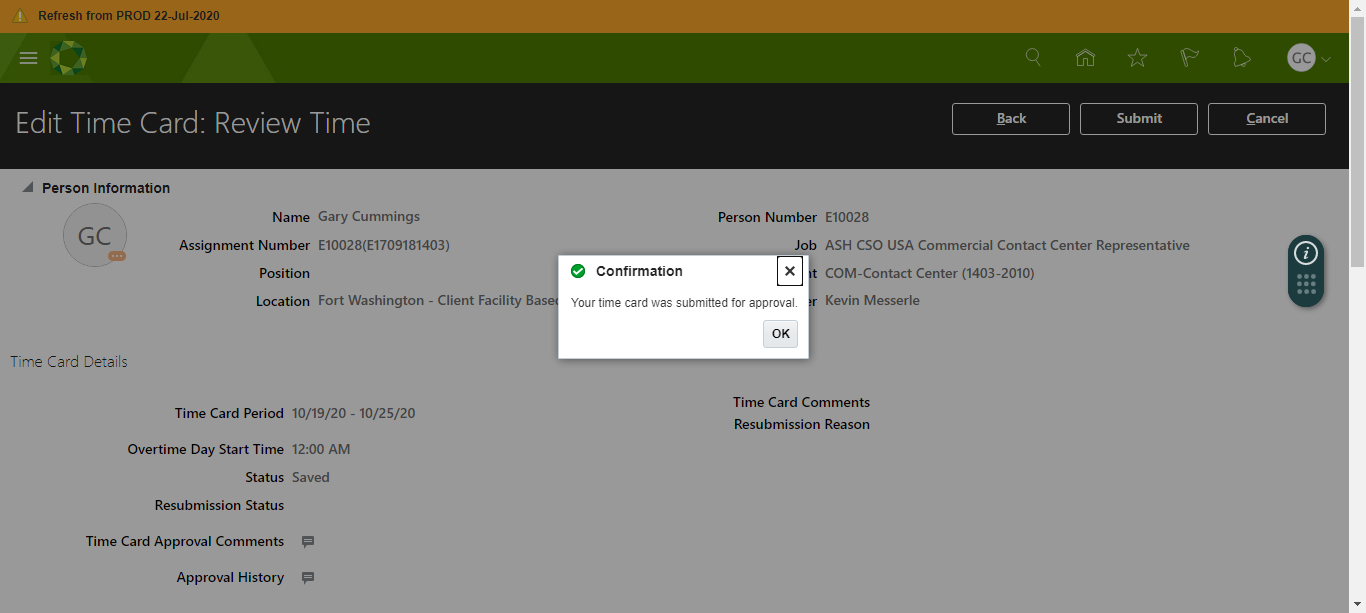 Refresh from PROD 22-Jul-2020
GC
Edit Time Card: Review Time
Back
Submit
Cancel
Person Information
GC
Name Gary Cummings
Person Number E10028
Assignment Number E10028(E1709181403)
Job ASH CSO USA Commercial Contact Center Representative
Position
COM-Contact Center (1403-2010)
Location Fort Washington - Client Facility
Kevin Messerle
Confirmation
Your time card was submitted for approval.
OK
Time Card Details
Time Card Period 10/19/20 - 10/25/20
Time Card Comments
Overtime Day Start Time 12:00 AM
Resubmission Reason
Status Saved
Resubmission Status
Time Card Approval Comments
Approval History